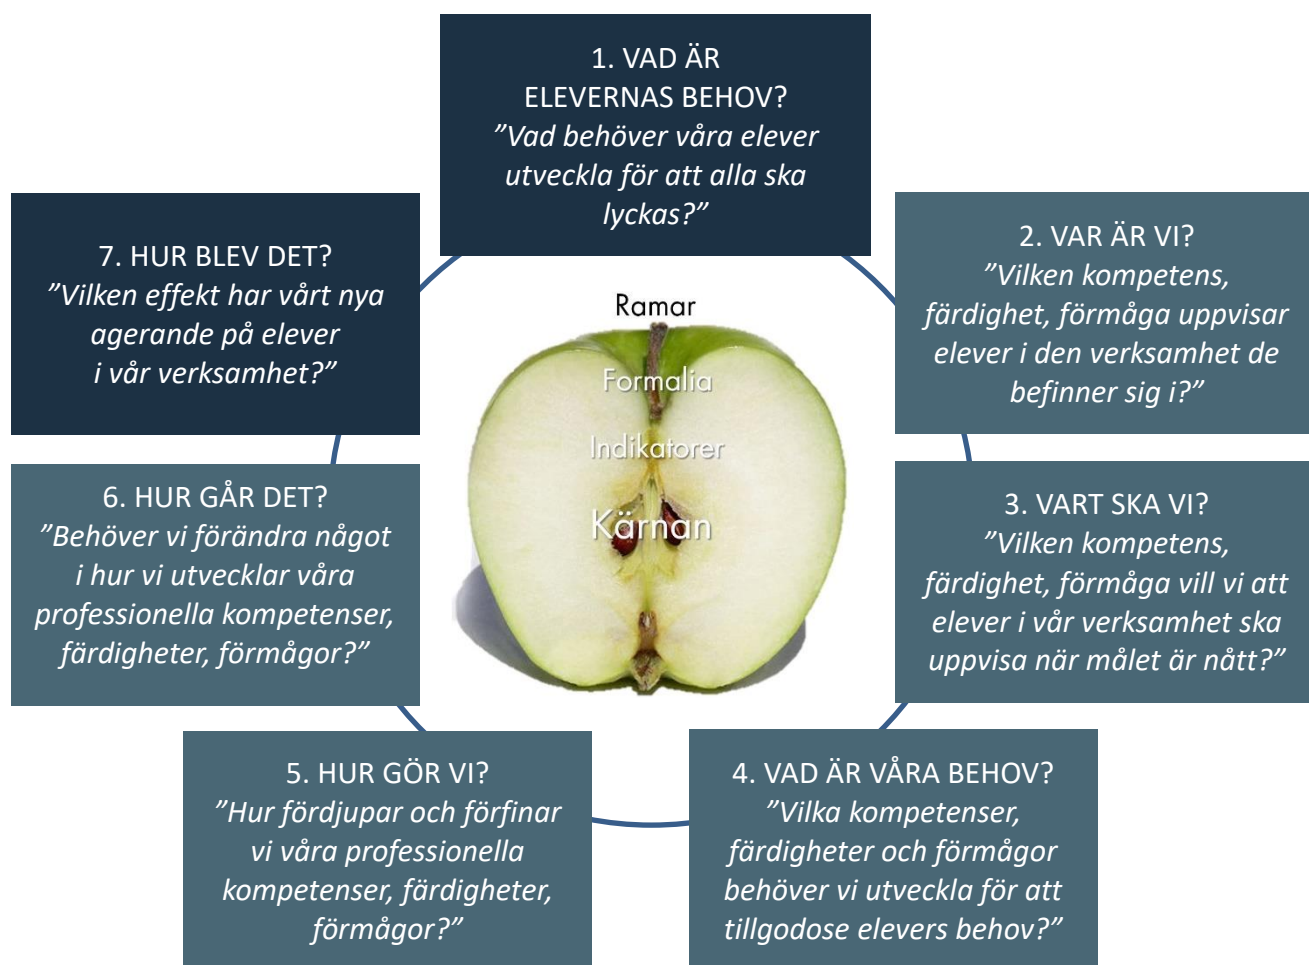 1. VAD ÄR
ELEVERNAS BEHOV?
”Vad behöver våra elever
utveckla för att alla ska
lyckas?”
2. VAR ÄR VI?
”Vilken kompetens,
färdighet, förmåga uppvisar
elever i den verksamhet de
befinner sig i?”
3. VART SKA VI?
”Vilken kompetens,
färdighet, förmåga vill vi att
elever i vår verksamhet ska
uppvisa när målet är nått?”
4. VAD ÄR VÅRA BEHOV?
”Vilka kompetenser,
färdigheter och förmågor
behöver vi utveckla för att
tillgodose elevers behov?”
5. HUR GÖR VI?
”Hur fördjupar och förfinar
vi våra professionella
kompetenser, färdigheter,
förmågor?”
6. HUR GÅR DET?
”Behöver vi förändra något
i hur vi utvecklar våra
professionella kompetenser,
färdigheter, förmågor?”
7. HUR BLEV DET?
”Vilken effekt har vårt nya
agerande på elever
i vår verksamhet?”
Ramar
Formalia
Indikatorer
Kärnan